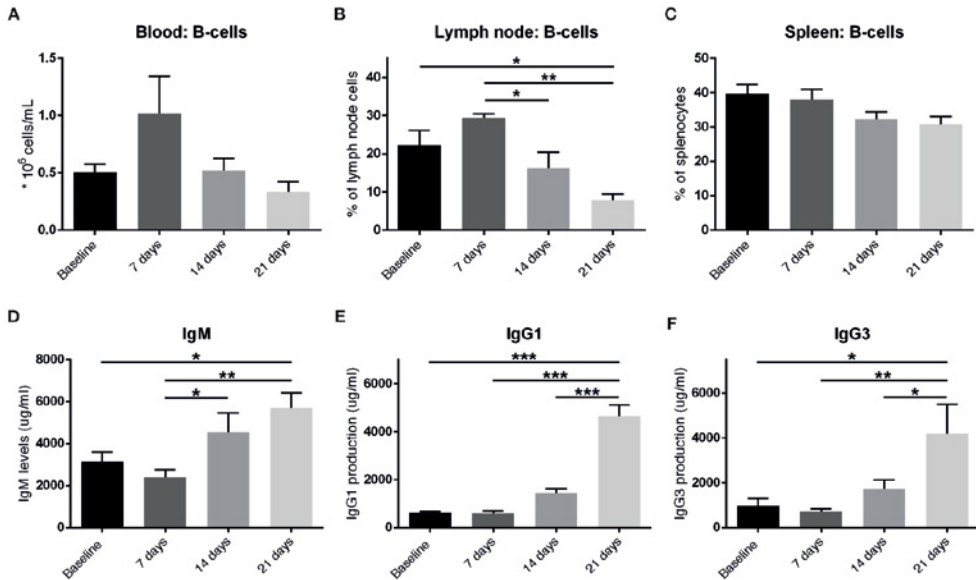 A
Blood: B-cells
* 10⁶ cells/mL
1.5
1.0
0.5
0.0
Baseline
7 days
14 days
21 days
B
Lymph node: B-cells
% of lymph node cells
40
30
20
10
0
*
**
*
Baseline
7 days
14 days
21 days
C
Spleen: B-cells
% of splenocytes
50
40
30
20
10
0
Baseline
7 days
14 days
21 days
D
IgM
IgM levels (ug/ml)
8000
6000
4000
2000
0
*
**
*
Baseline
7 days
14 days
21 days
E
IgG1
IgG1 production (ug/ml)
6000
4000
2000
0
***
***
***
Baseline
7 days
14 days
21 days
F
IgG3
IgG3 production (ug/ml)
6000
4000
2000
0
*
**
*
Baseline
7 days
14 days
21 days